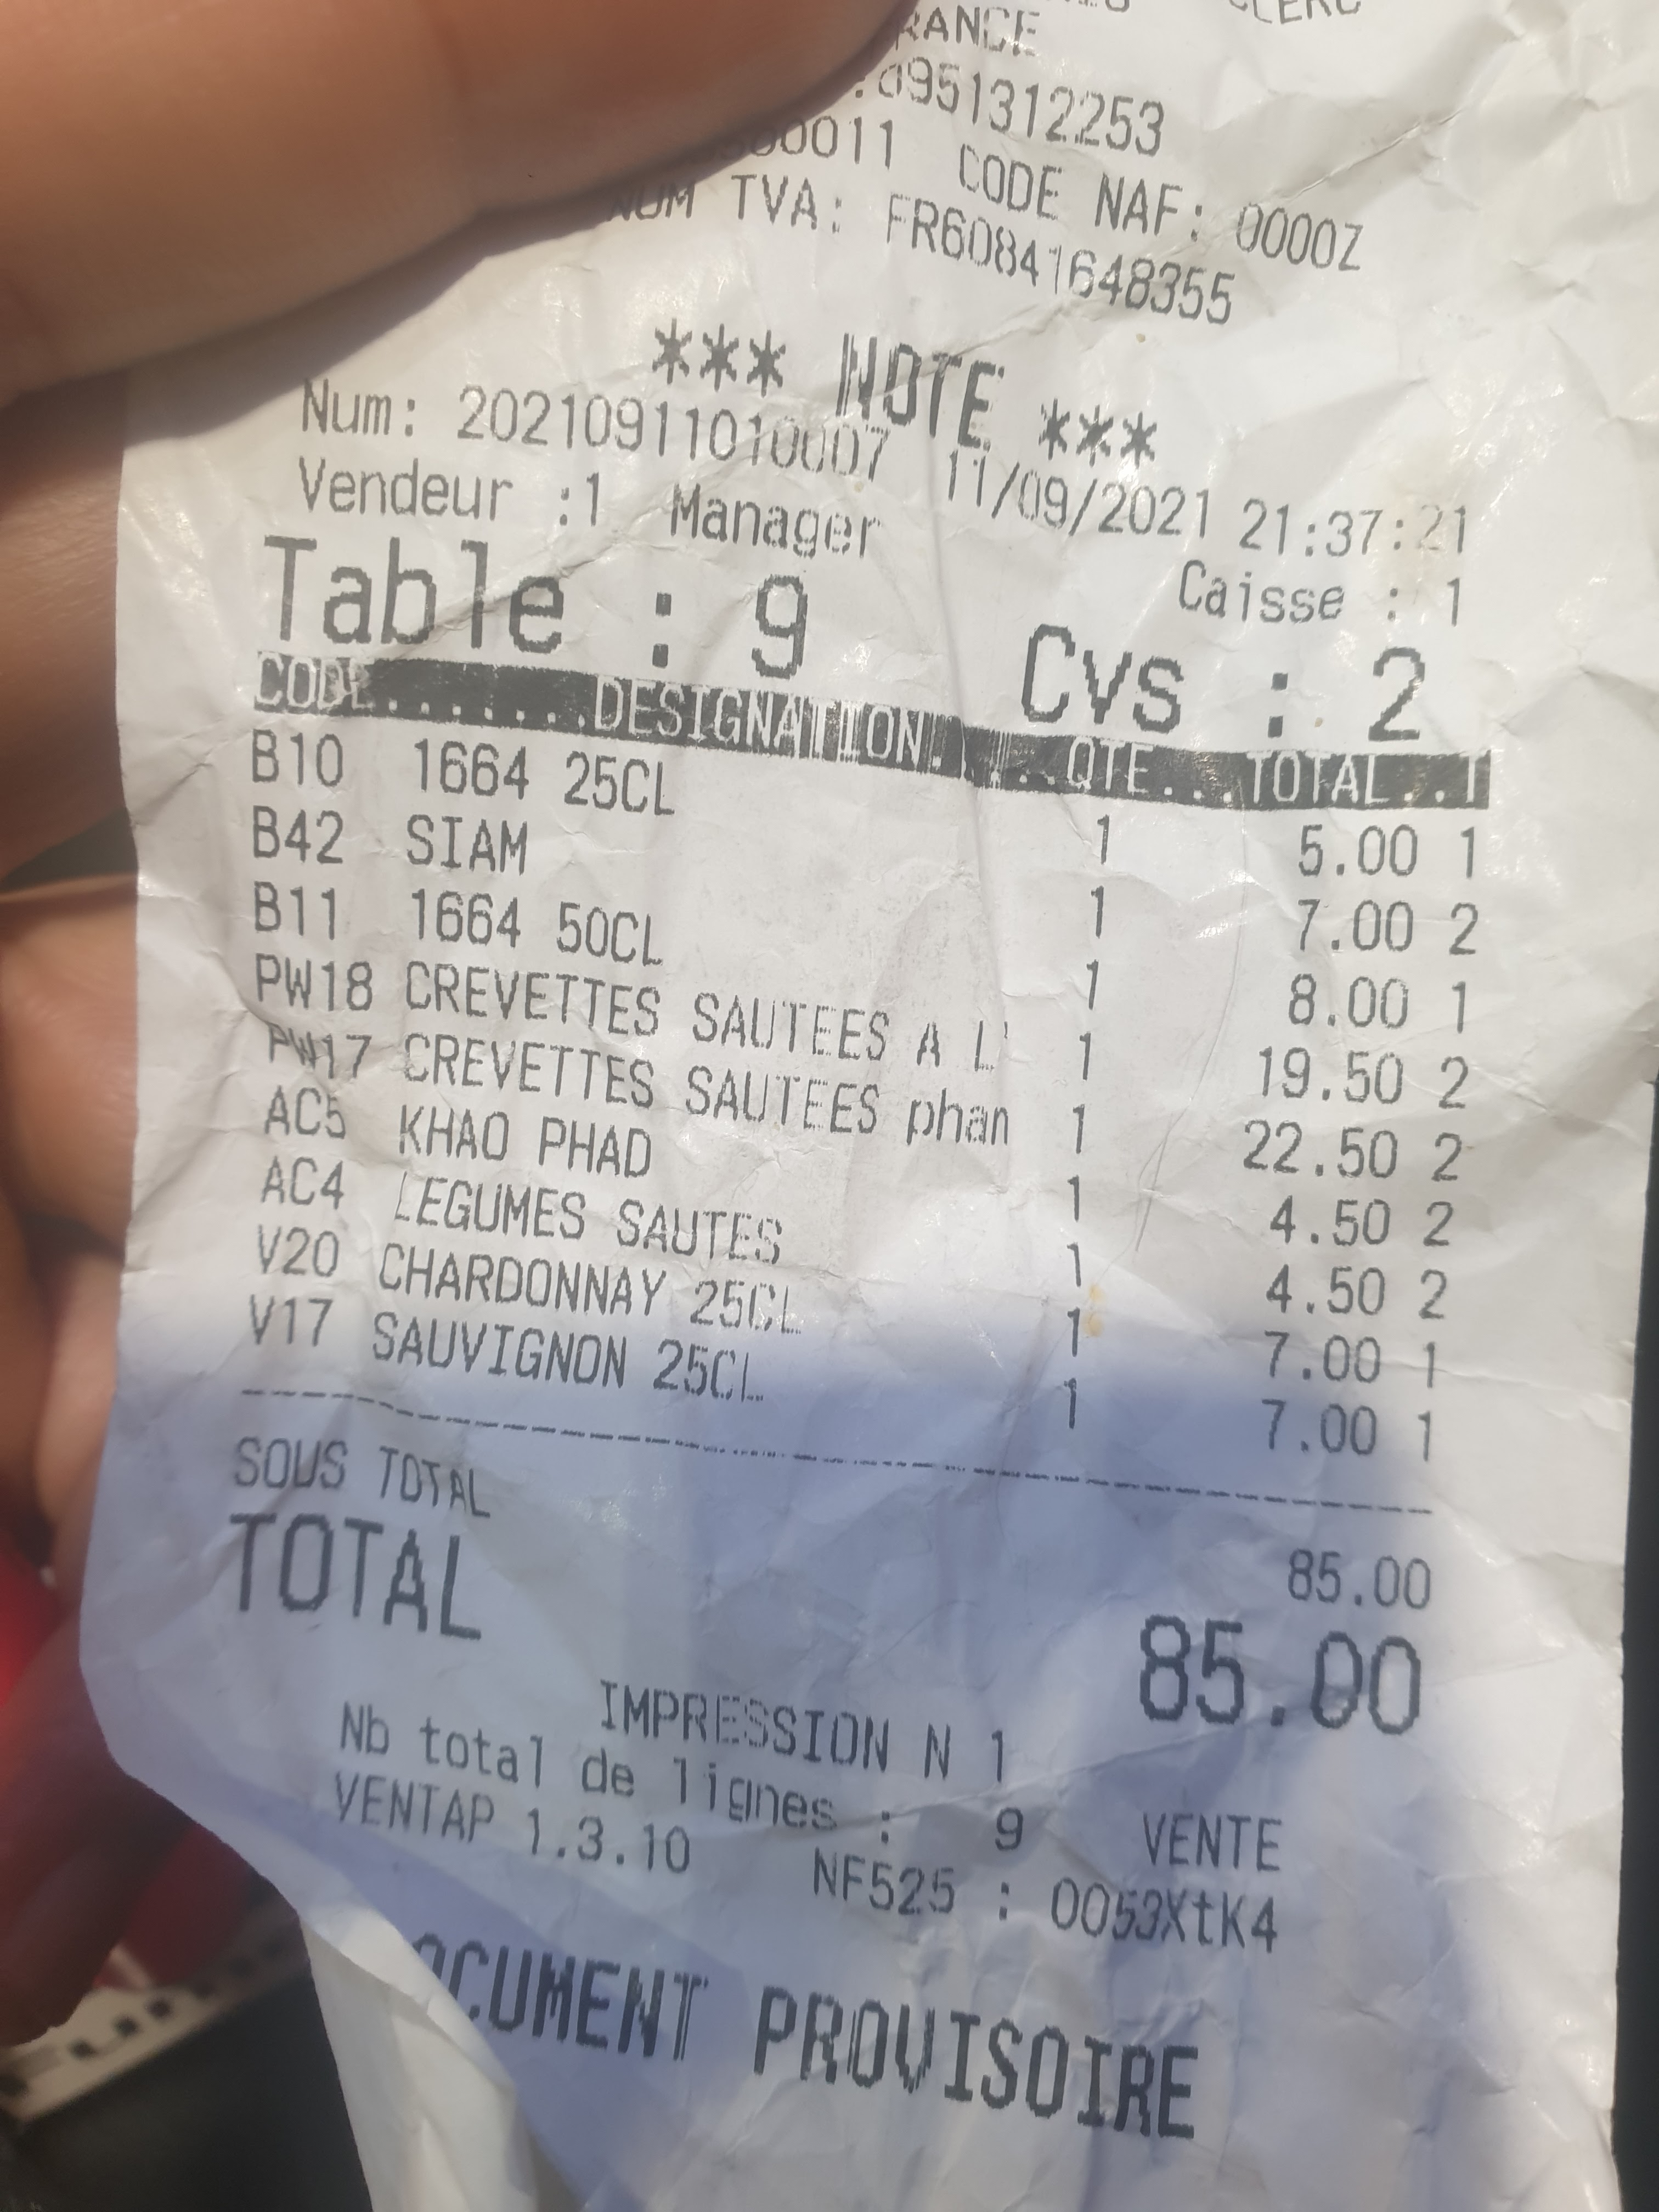 CLERC
RANCE
0951312253
0011 CODE NAF: 0000Z
NUM TVA: FR60841648355
*** NOTE ***
Num: 20210911010007 11/09/2021 21:37:21
Vendeur :1 Manager Caisse : 1
Table : 9 Cvs : 2
CODE.......DESIGNATION......QTE...TOTAL..T
B10 1664 25CL 1 5.00 1
B42 SIAM 1 7.00 2
B11 1664 50CL 1 8.00 1
PW18 CREVETTES SAUTEES A L' 1 19.50 2
PW17 CREVETTES SAUTEES phan 1 22.50 2
AC5 KHAO PHAD 1 4.50 2
AC4 LEGUMES SAUTES 1 4.50 2
V20 CHARDONNAY 25CL 1 7.00 1
V17 SAUVIGNON 25CL 1 7.00 1
SOUS TOTAL 85.00
TOTAL 85.00
IMPRESSION N 1
Nb total de lignes : 9 VENTE
VENTAP 1.3.10 NF525 : 0053XtK4
OCUMENT PROVISOIRE